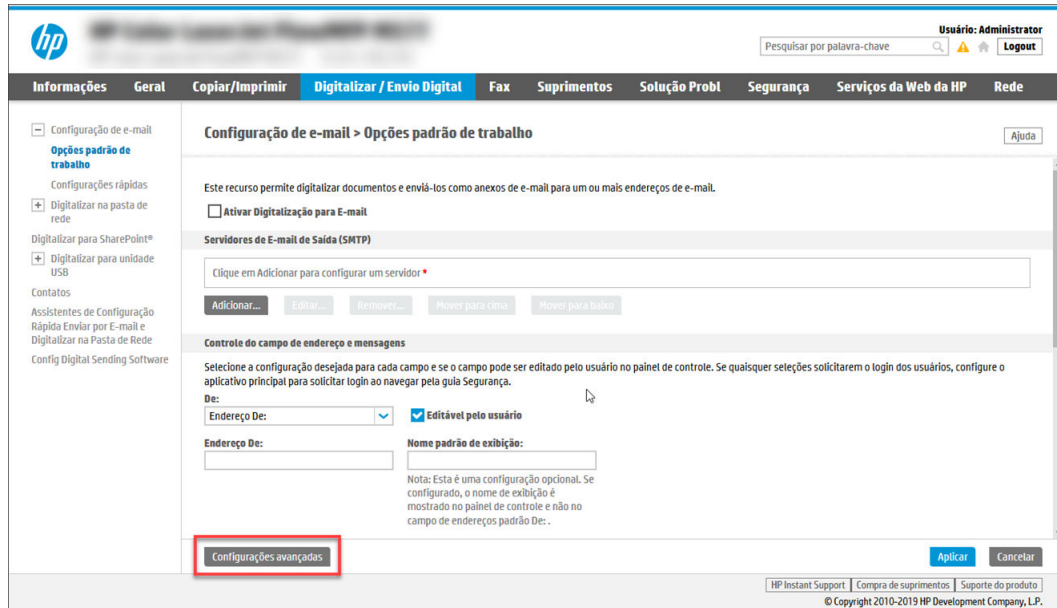 hp
Usuário: Administrator
Pesquisar por palavra-chave
Logout
Informações Geral Copiar/Imprimir Digitalizar / Envio Digital Fax Suprimentos Solução Probl Segurança Serviços da Web da HP Rede
Configuração de e-mail
Opções padrão de
trabalho
Configurações rápidas
Digitalizar na pasta de
rede
Digitalizar para SharePoint®
Digitalizar para unidade
USB
Contatos
Assistentes de Configuração
Rápida Enviar por E-mail e
Digitalizar na Pasta de Rede
Config Digital Sending Software
Configuração de e-mail > Opções padrão de trabalho
Ajuda
Este recurso permite digitalizar documentos e enviá-los como anexos de e-mail para um ou mais endereços de e-mail.
Ativar Digitalização para E-mail
Servidores de E-mail de Saída (SMTP)
Clique em Adicionar para configurar um servidor *
Adicionar... Editar... Remover... Mover para cima Mover para baixo
Controle do campo de endereço e mensagens
Selecione a configuração desejada para cada campo e se o campo pode ser editado pelo usuário no painel de controle. Se quaisquer seleções solicitarem o login dos usuários, configure o
aplicativo principal para solicitar login ao navegar pela guia Segurança.
De:
Endereço De: Editável pelo usuário
Endereço De: Nome padrão de exibição:
Nota: Esta é uma configuração opcional. Se
configurado, o nome de exibição é
mostrado no painel de controle e não no
campo de endereços padrão De: .
Configurações avançadas Aplicar Cancelar
HP Instant Support Compra de suprimentos Suporte do produto
© Copyright 2010-2019 HP Development Company, L.P.